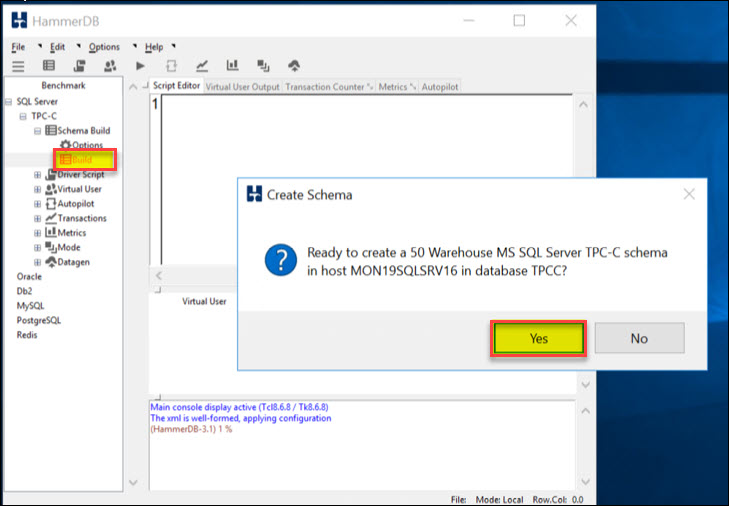 HammerDB
File Edit Options Help
Benchmark
SQL Server
TPC-C
Schema Build
Options
Build
Driver Script
Virtual User
Autopilot
Transactions
Metrics
Mode
Datagen
Oracle
Db2
MySQL
PostgreSQL
Redis
Script Editor Virtual User Output Transaction Counter Metrics Autopilot
1
Create Schema
Ready to create a 50 Warehouse MS SQL Server TPC-C schema
in host MON19SQLSRV16 in database TPCC?
Yes No
Virtual User
Main console display active (Tcl8.6.8 / Tk8.6.8)
The xml is well-formed, applying configuration
(HammerDB-3.1) 1 %
File: Mode: Local Row.Col: 0.0